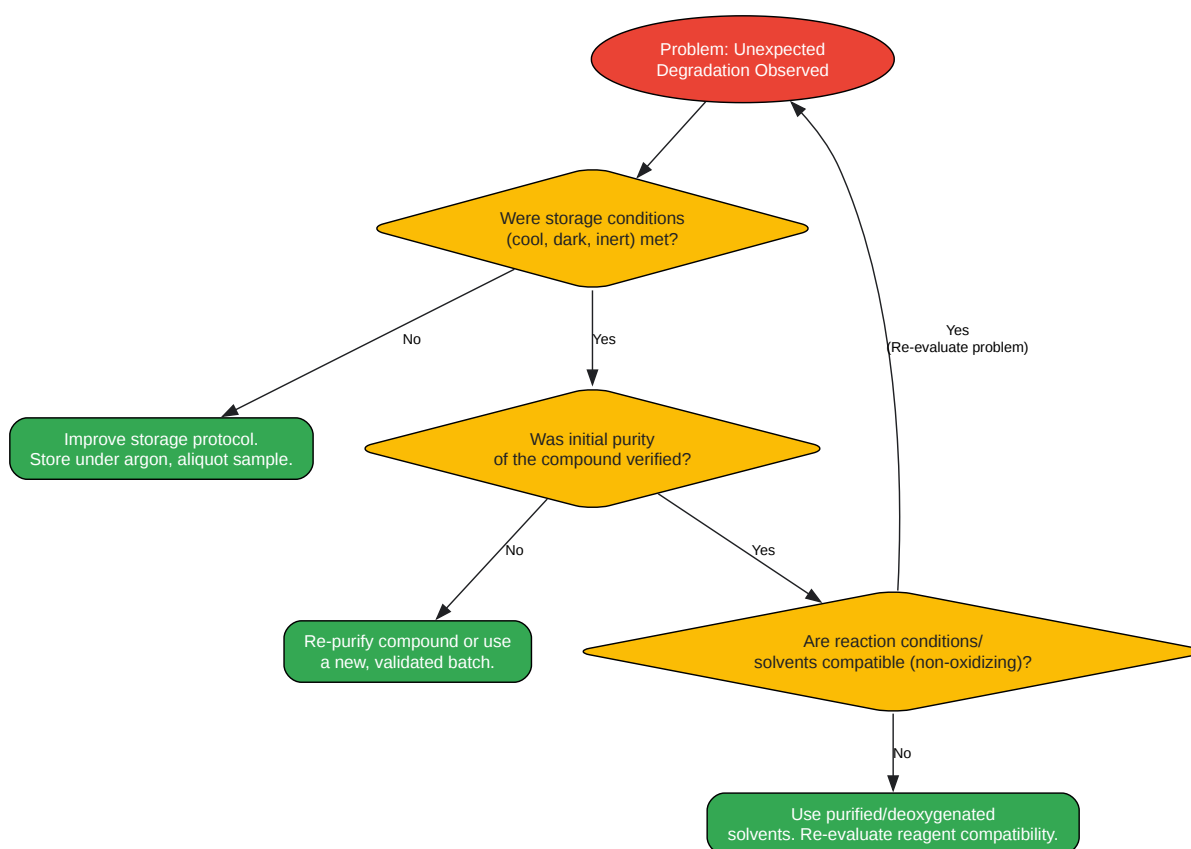 Problem: Unexpected
Degradation Observed
Were storage conditions
(cool, dark, inert) met?
No
Yes
Yes
(Re-evaluate problem)
Improve storage protocol.
Store under argon, aliquot sample.
Was initial purity
of the compound verified?
No
Yes
Re-purify compound or use
a new, validated batch.
Are reaction conditions/
solvents compatible (non-oxidizing)?
No
Use purified/deoxygenated
solvents. Re-evaluate reagent compatibility.